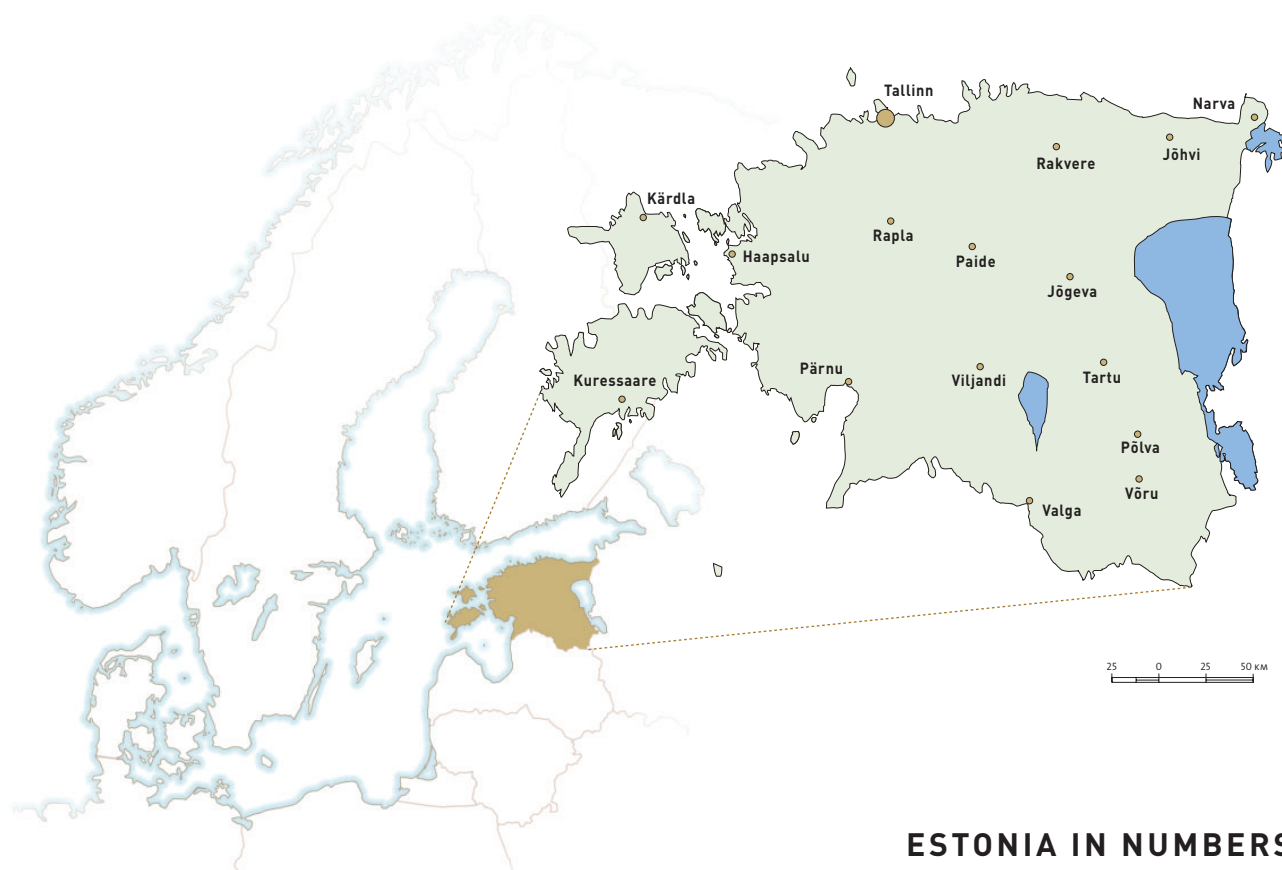 Tallinn
Narva
Jõhvi
Rakvere
Kärdla
Rapla
Haapsalu
Paide
Jõgeva
Pärnu
Kuressaare
Viljandi
Tartu
Põlva
Võru
Valga
25 0 25 50 KM
ESTONIA IN NUMBERS